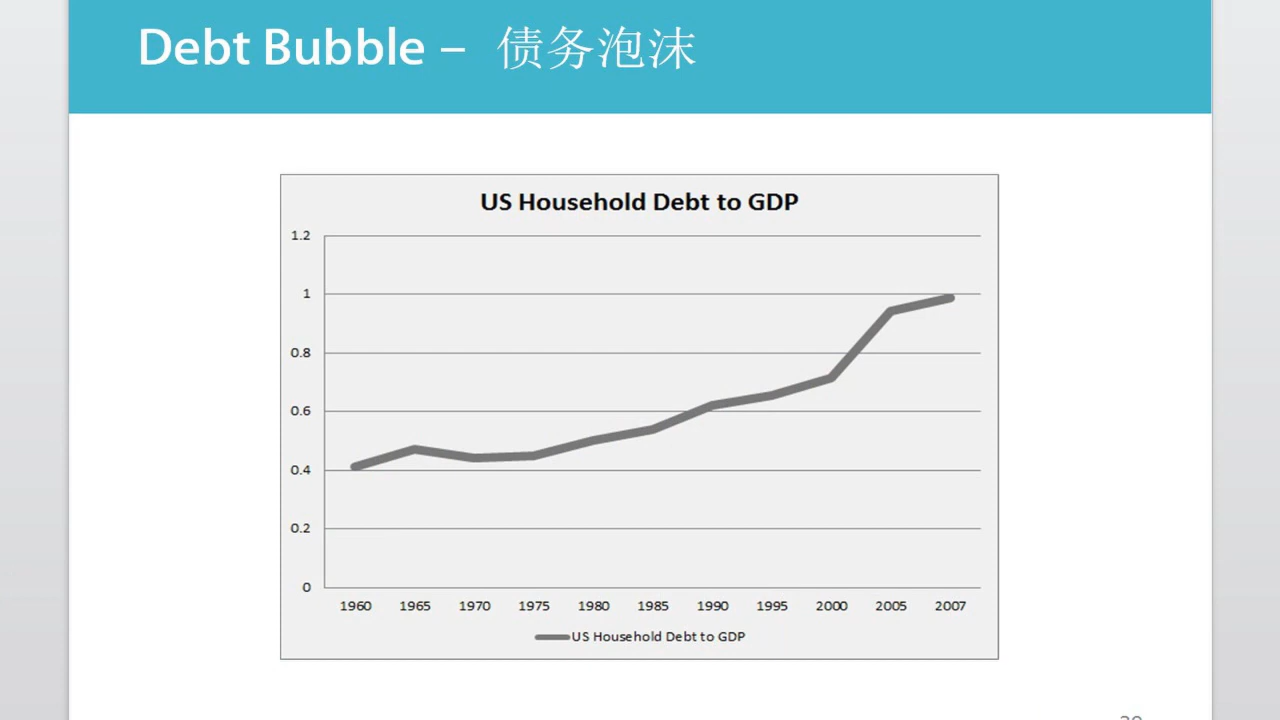 Debt Bubble – 债务泡沫
US Household Debt to GDP
1.2
1
0.8
0.6
0.4
0.2
0
1960 1965 1970 1975 1980 1985 1990 1995 2000 2005 2007
US Household Debt to GDP